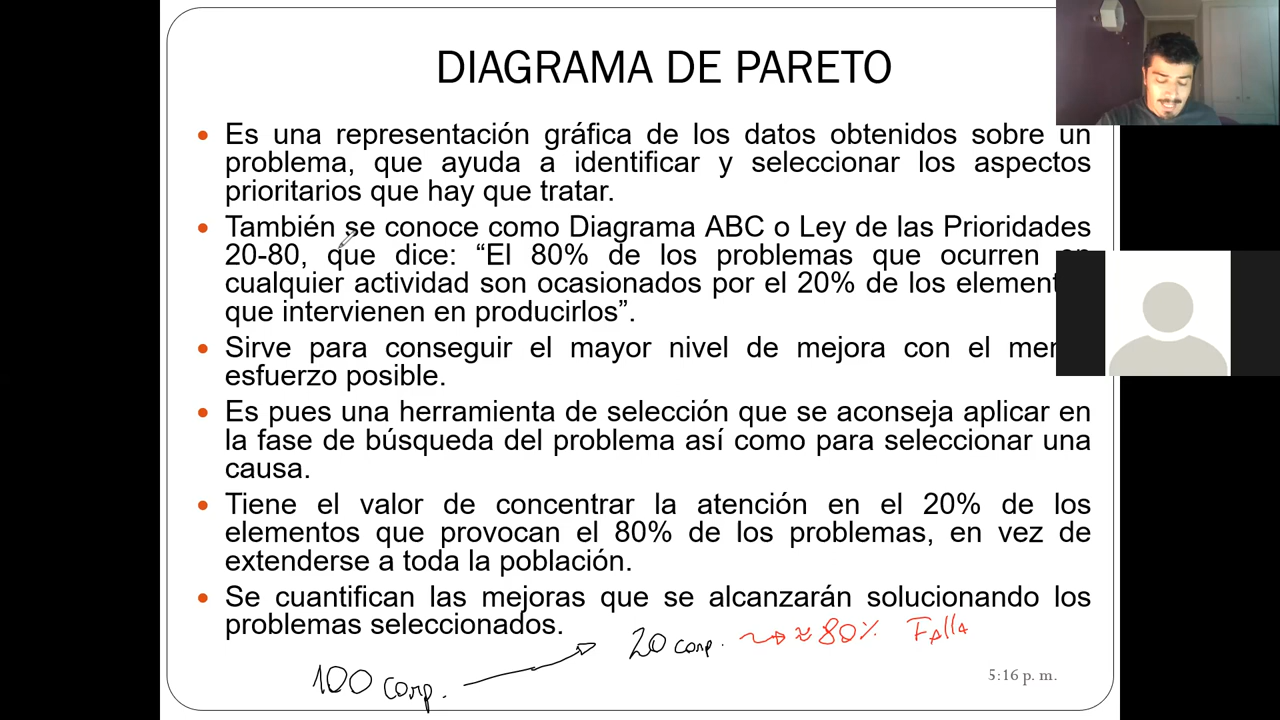 DIAGRAMA DE PARETO
• Es una representación gráfica de los datos obtenidos sobre un
problema, que ayuda a identificar y seleccionar los aspectos
prioritarios que hay que tratar.
• También se conoce como Diagrama ABC o Ley de las Prioridades
20-80, que dice: “El 80% de los problemas que ocurren en
cualquier actividad son ocasionados por el 20% de los element
que intervienen en producirlos”.
• Sirve para conseguir el mayor nivel de mejora con el men
esfuerzo posible.
• Es pues una herramienta de selección que se aconseja aplicar en
la fase de búsqueda del problema así como para seleccionar una
causa.
• Tiene el valor de concentrar la atención en el 20% de los
elementos que provocan el 80% de los problemas, en vez de
extenderse a toda la población.
• Se cuantifican las mejoras que se alcanzarán solucionando los
problemas seleccionados.
100 comp. → 20 comp. → ≈ 80% Falla
5:16 p. m.